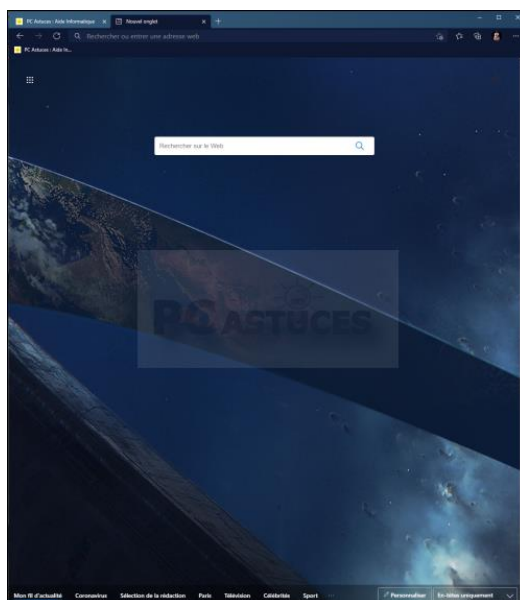 PC Astuces : Aide Informatique
Nouvel onglet
Rechercher ou entrer une adresse web
PC Astuces : Aide In...
Rechercher sur le Web
PC ASTUCES
Mon fil d'actualité Coronavirus Sélection de la rédaction Paris Télévision Célébrités Sport ... Personnaliser En-têtes uniquement